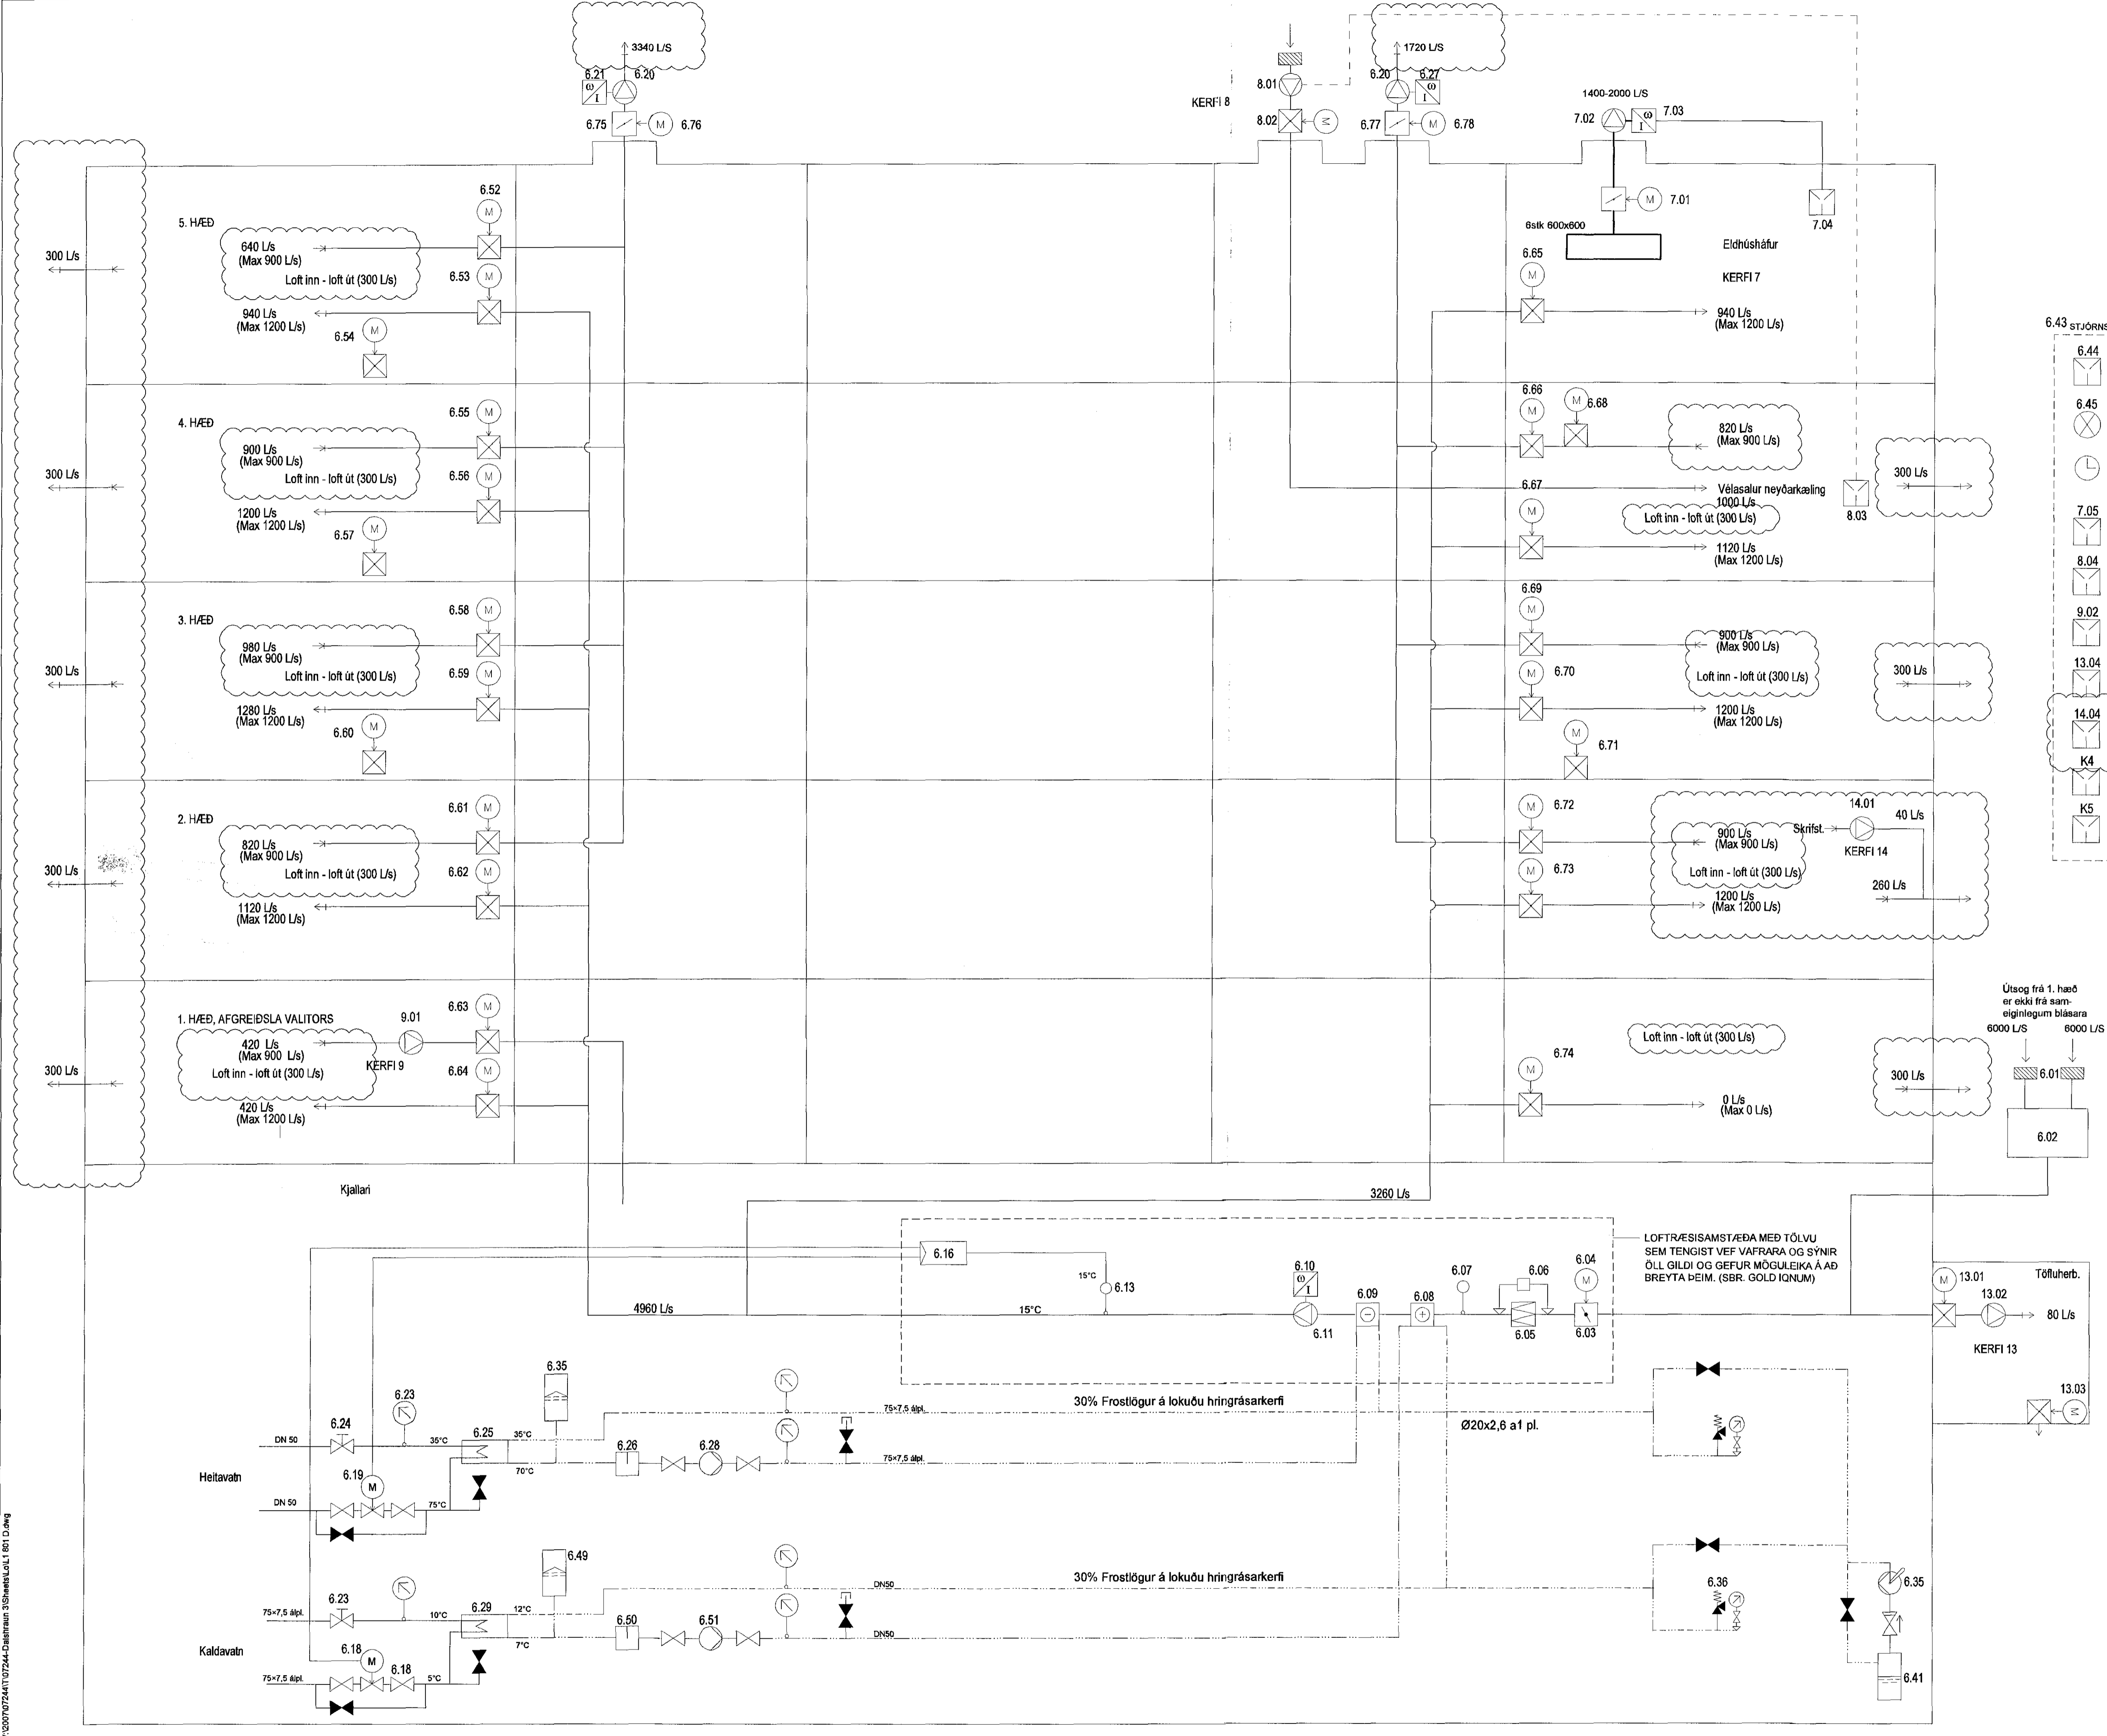 3340 L/S
6.21
6.20
ω
I
6.75
M
6.76
KERFI 8
8.01
8.02
M
1720 L/S
6.20
6.27
ω
I
6.77
M
6.78
1400-2000 L/S
7.02
7.03
I
ω
M
7.01
7.04
6stk 600x600
Eldhúsháfur
KERFI 7
5. HÆÐ
300 L/s
640 L/s
(Max 900 L/s)
Loft inn - loft út (300 L/s)
940 L/s
(Max 1200 L/s)
6.52
M
6.53
M
6.54
M
6.65
M
940 L/s
(Max 1200 L/s)
4. HÆÐ
300 L/s
900 L/s
(Max 900 L/s)
Loft inn - loft út (300 L/s)
1200 L/s
(Max 1200 L/s)
6.55
M
6.56
M
6.57
M
6.66
M
M
6.68
820 L/s
(Max 900 L/s)
6.67
M
Vélasalur neyðarkæling
1000 L/s
Loft inn - loft út (300 L/s)
1120 L/s
(Max 1200 L/s)
8.03
300 L/s
3. HÆÐ
300 L/s
980 L/s
(Max 900 L/s)
Loft inn - loft út (300 L/s)
1280 L/s
(Max 1200 L/s)
6.58
M
6.59
M
6.60
M
6.69
M
900 L/s
(Max 900 L/s)
Loft inn - loft út (300 L/s)
6.70
M
1200 L/s
(Max 1200 L/s)
M
6.71
300 L/s
2. HÆÐ
300 L/s
820 L/s
(Max 900 L/s)
Loft inn - loft út (300 L/s)
1120 L/s
(Max 1200 L/s)
6.61
M
6.62
M
M
6.72
900 L/s
(Max 900 L/s)
Loft inn - loft út (300 L/s)
M
6.73
1200 L/s
(Max 1200 L/s)
Skrifst.
14.01
40 L/s
KERFI 14
260 L/s
1. HÆÐ, AFGREIÐSLA VALITORS
300 L/s
420 L/s
(Max 900 L/s)
Loft inn - loft út (300 L/s)
KERFI 9
9.01
420 L/s
(Max 1200 L/s)
6.63
M
6.64
M
Loft inn - loft út (300 L/s)
M
6.74
0 L/s
(Max 0 L/s)
300 L/s
6.43
6.44
6.45
7.05
8.04
9.02
13.04
14.04
K4
K5
Útsog frá 1. hæð
er ekki frá sam-
eiginlegum blásara
6000 L/S
6000 L/S
6.01
6.02
Kjallari
3260 L/s
4960 L/s
6.16
15°C
6.13
15°C
6.10
ω
I
6.11
6.09
6.08
6.07
6.06
6.05
6.04
M
6.03
LOFTRÆSISAMSTÆÐA MEÐ TÖLVU
SEM TENGIST VEF VAFRARA OG SÝNIR
ÖLL GILDI OG GEFUR MÖGULEIKA Á AÐ
BREYTA ÞEIM. (SBR. GOLD IQNUM)
M
13.01
13.02
Töfluherb.
80 L/s
KERFI 13
13.03
M
Heitavatn
DN 50
6.24
6.23
35°C
6.25
35°C
70°C
6.35
6.26
6.28
75×7,5 álpl.
75×7,5 álpl.
30% Frostlögur á lokuðu hringrásarkerfi
Ø20x2,6 a1 pl.
DN 50
6.19
M
75°C
Kaldavatn
75×7,5 álpl.
6.23
10°C
6.29
12°C
7°C
6.49
6.50
6.51
DN50
DN50
30% Frostlögur á lokuðu hringrásarkerfi
6.36
6.35
6.41
75×7,5 álpl.
6.18
M
6.18
5°C